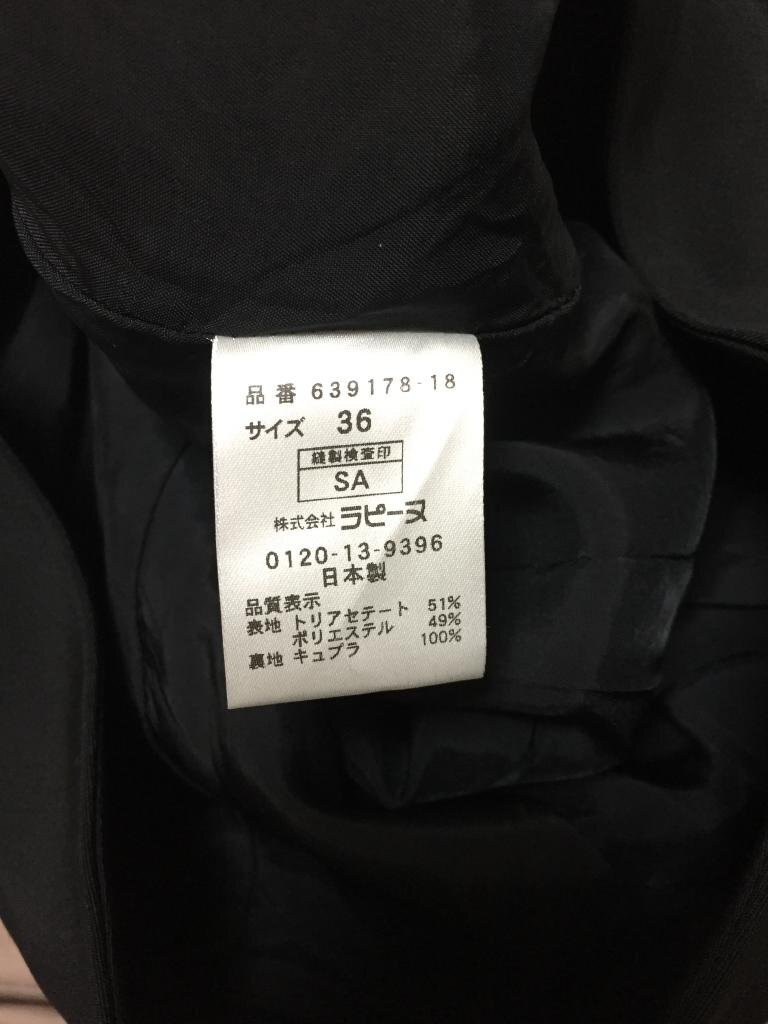 品番 639178-18
サイズ 36
縫製検査印
SA
株式会社 ラピーヌ
0120-13-9396
日本製
品質表示
表地 トリアセテート 51%
ポリエステル 49%
裏地 キュプラ 100%